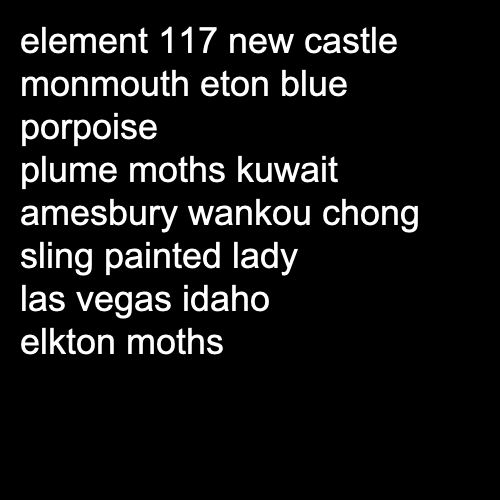 element 117 new castle
monmouth eton blue
porpoise
plume moths kuwait
amesbury wankou chong
sling painted lady
las vegas idaho
elkton moths